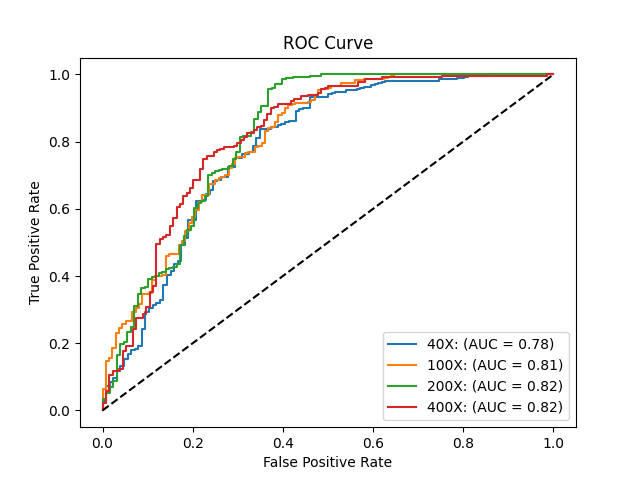 ROC Curve
True Positive Rate
1.0
0.8
0.6
0.4
0.2
0.0
0.0
0.2
0.4
0.6
0.8
1.0
False Positive Rate
40X: (AUC = 0.78)
100X: (AUC = 0.81)
200X: (AUC = 0.82)
400X: (AUC = 0.82)